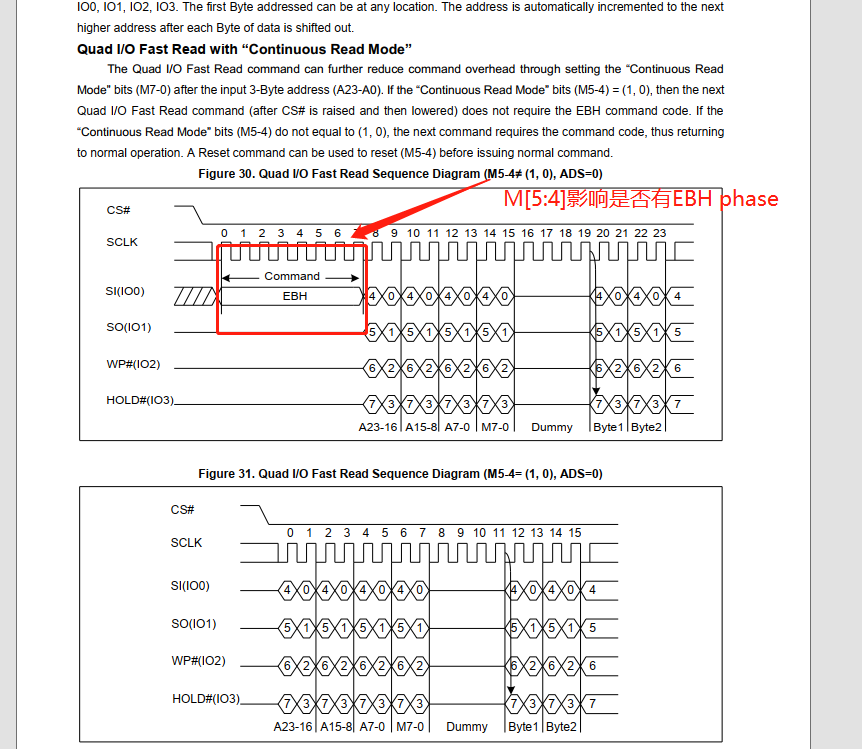 IO0, IO1, IO2, IO3. The first Byte addressed can be at any location. The address is automatically incremented to the next
higher address after each Byte of data is shifted out.
Quad I/O Fast Read with “Continuous Read Mode”
The Quad I/O Fast Read command can further reduce command overhead through setting the “Continuous Read
Mode” bits (M7-0) after the input 3-Byte address (A23-A0). If the “Continuous Read Mode” bits (M5-4) = (1, 0), then the next
Quad I/O Fast Read command (after CS# is raised and then lowered) does not require the EBH command code. If the
“Continuous Read Mode” bits (M5-4) do not equal to (1, 0), the next command requires the command code, thus returning
to normal operation. A Reset command can be used to reset (M5-4) before issuing normal command.
Figure 30. Quad I/O Fast Read Sequence Diagram (M5-4≠ (1, 0), ADS=0)
M[5:4]影响是否有EBH phase
CS#
0 1 2 3 4 5 6 7 8 9 10 11 12 13 14 15 16 17 18 19 20 21 22 23
SCLK
Command
SI(IO0) EBH 4 0 4 0 4 0 4 0 4 0 4 0 4
SO(IO1) 5 1 5 1 5 1 5 1 5 1 5 1 5
WP#(IO2) 6 2 6 2 6 2 6 2 6 2 6 2 6
HOLD#(IO3) 7 3 7 3 7 3 7 3 7 3 7 3 7
A23-16 A15-8 A7-0 M7-0 Dummy Byte1 Byte2
Figure 31. Quad I/O Fast Read Sequence Diagram (M5-4= (1, 0), ADS=0)
CS#
0 1 2 3 4 5 6 7 8 9 10 11 12 13 14 15
SCLK
SI(IO0) 4 0 4 0 4 0 4 0 4 0 4 0 4
SO(IO1) 5 1 5 1 5 1 5 1 5 1 5 1 5
WP#(IO2) 6 2 6 2 6 2 6 2 6 2 6 2 6
HOLD#(IO3) 7 3 7 3 7 3 7 3 7 3 7 3 7
A23-16 A15-8 A7-0 M7-0 Dummy Byte1 Byte2